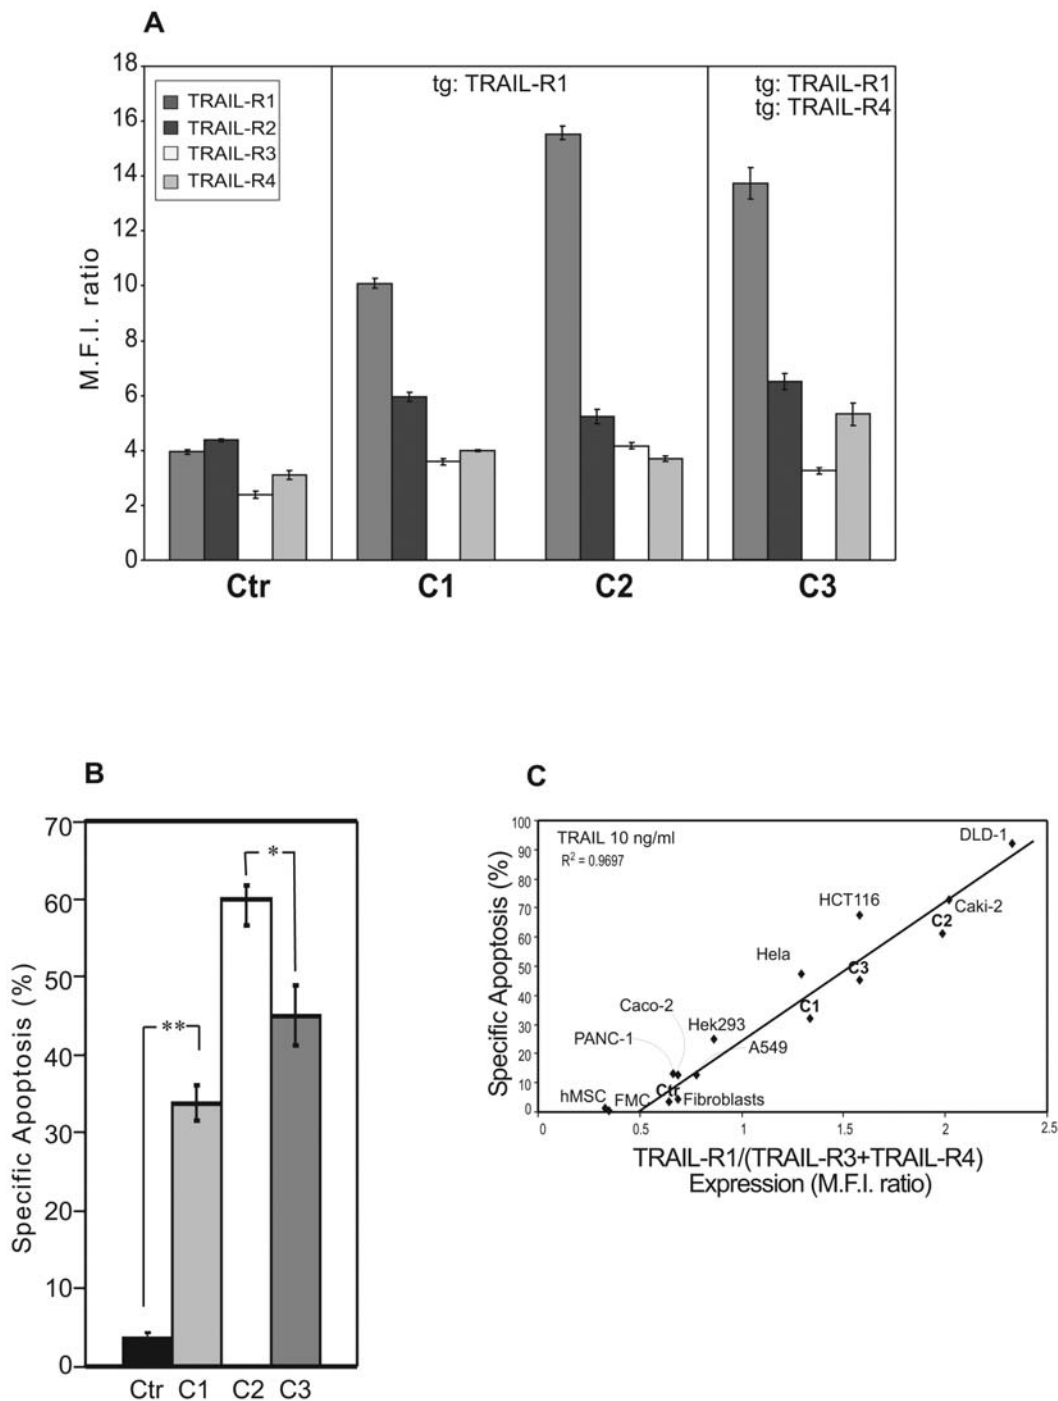 A
18
16
14
12
10
8
6
4
2
0
M.F.I. ratio
TRAIL-R1
TRAIL-R2
TRAIL-R3
TRAIL-R4
tg: TRAIL-R1
tg: TRAIL-R1
tg: TRAIL-R4
Ctr C1 C2 C3
B
70
60
50
40
30
20
10
0
Specific Apoptosis (%)
**
*
Ctr C1 C2 C3
C
100
90
80
70
60
50
40
30
20
10
0
Specific Apoptosis (%)
TRAIL 10 ng/ml
R² = 0.9697
DLD-1
HCT116
Caki-2
C2
Hela
C3
Caco-2
C1
Hek293
PANC-1
A549
Ctr
hMSC FMC Fibroblasts
0 0.5 1 1.5 2 2.5
TRAIL-R1/(TRAIL-R3+TRAIL-R4)
Expression (M.F.I. ratio)